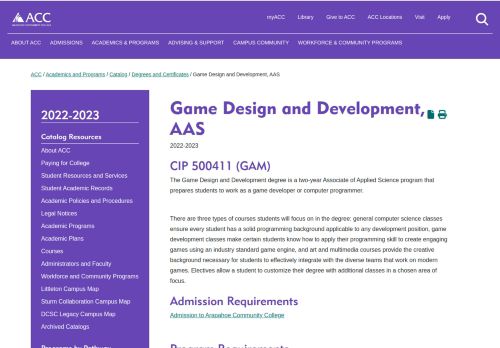 ACC
myACC Library Give to ACC ACC Locations Visit Apply
ABOUT ACC ADMISSIONS ACADEMICS & PROGRAMS ADVISING & SUPPORT CAMPUS COMMUNITY WORKFORCE & COMMUNITY PROGRAMS
ACC / Academics and Programs / Catalog / Degrees and Certificates / Game Design and Development, AAS
2022-2023
Catalog Resources
About ACC
Paying for College
Student Resources and Services
Student Academic Records
Academic Policies and Procedures
Legal Notices
Academic Programs
Academic Plans
Courses
Administrators and Faculty
Workforce and Community Programs
Littleton Campus Map
Sturm Collaboration Campus Map
DCSC Legacy Campus Map
Archived Catalogs
Game Design and Development,
AAS
2022-2023
CIP 500411 (GAM)
The Game Design and Development degree is a two-year Associate of Applied Science program that
prepares students to work as a game developer or computer programmer.
There are three types of courses students will focus on in the degree; general computer science classes
ensure every student has a solid programming background applicable to any development position, game
development classes make certain students know how to apply their programming skill to create engaging
games using an industry standard game engine, and art and multimedia courses provide the creative
background necessary for students to effectively integrate with the diverse teams that work on modern
games. Electives allow a student to customize their degree with additional classes in a chosen area of
focus.
Admission Requirements
Admission to Arapahoe Community College